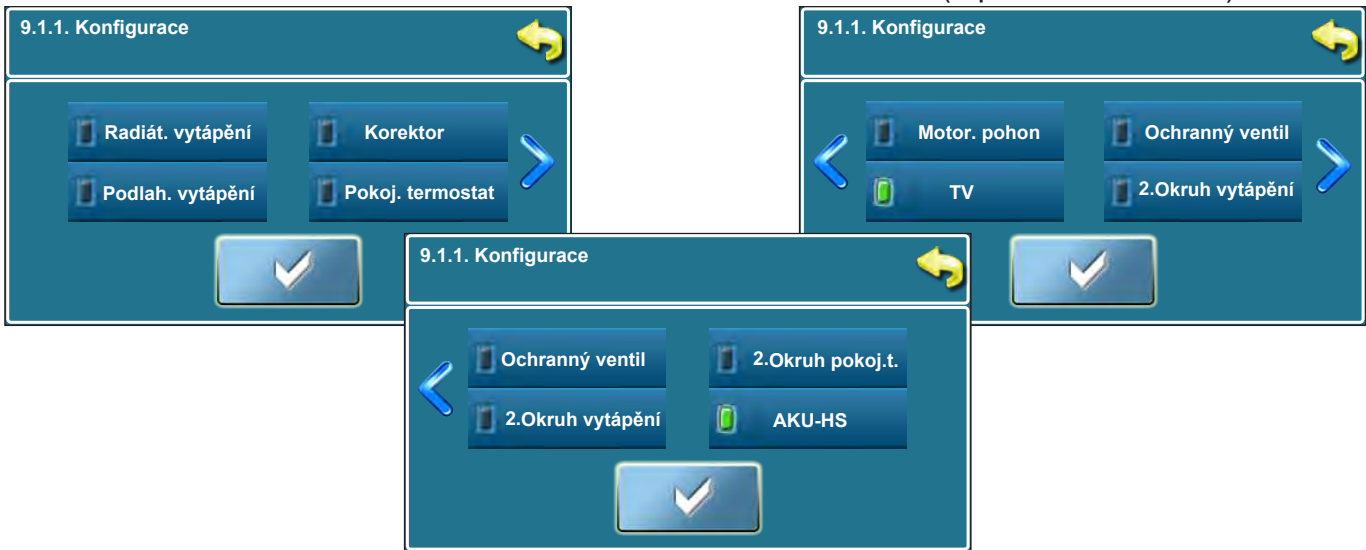 9.1.1. Konfigurace
Radiát. vytápění
Korektor
Podlah. vytápění
Pokoj. termostat
9.1.1. Konfigurace
Motor. pohon
Ochranný ventil
TV
2.Okruh vytápění
9.1.1. Konfigurace
Ochranný ventil
2.Okruh pokoj.t.
2.Okruh vytápění
AKU-HS